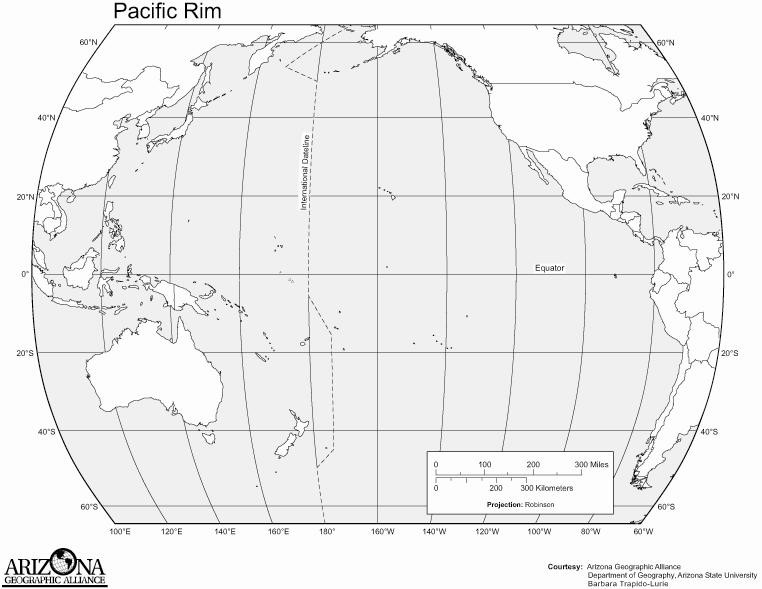 Pacific Rim
60°N
60°N
40°N
40°N
International Dateline
20°N
20°N
Equator
0°
0°
20°S
20°S
40°S
40°S
0 100 200 300 Miles
0 200 300 Kilometers
Projection: Robinson
60°S
60°S
100°E 120°E 140°E 160°E 180° 160°W 140°W 120°W 100°W 80°W 60°W
ARIZONA
GEOGRAPHIC ALLIANCE
Courtesy: Arizona Geographic Alliance
Department of Geography, Arizona State University
Barbara Trapido-Lurie